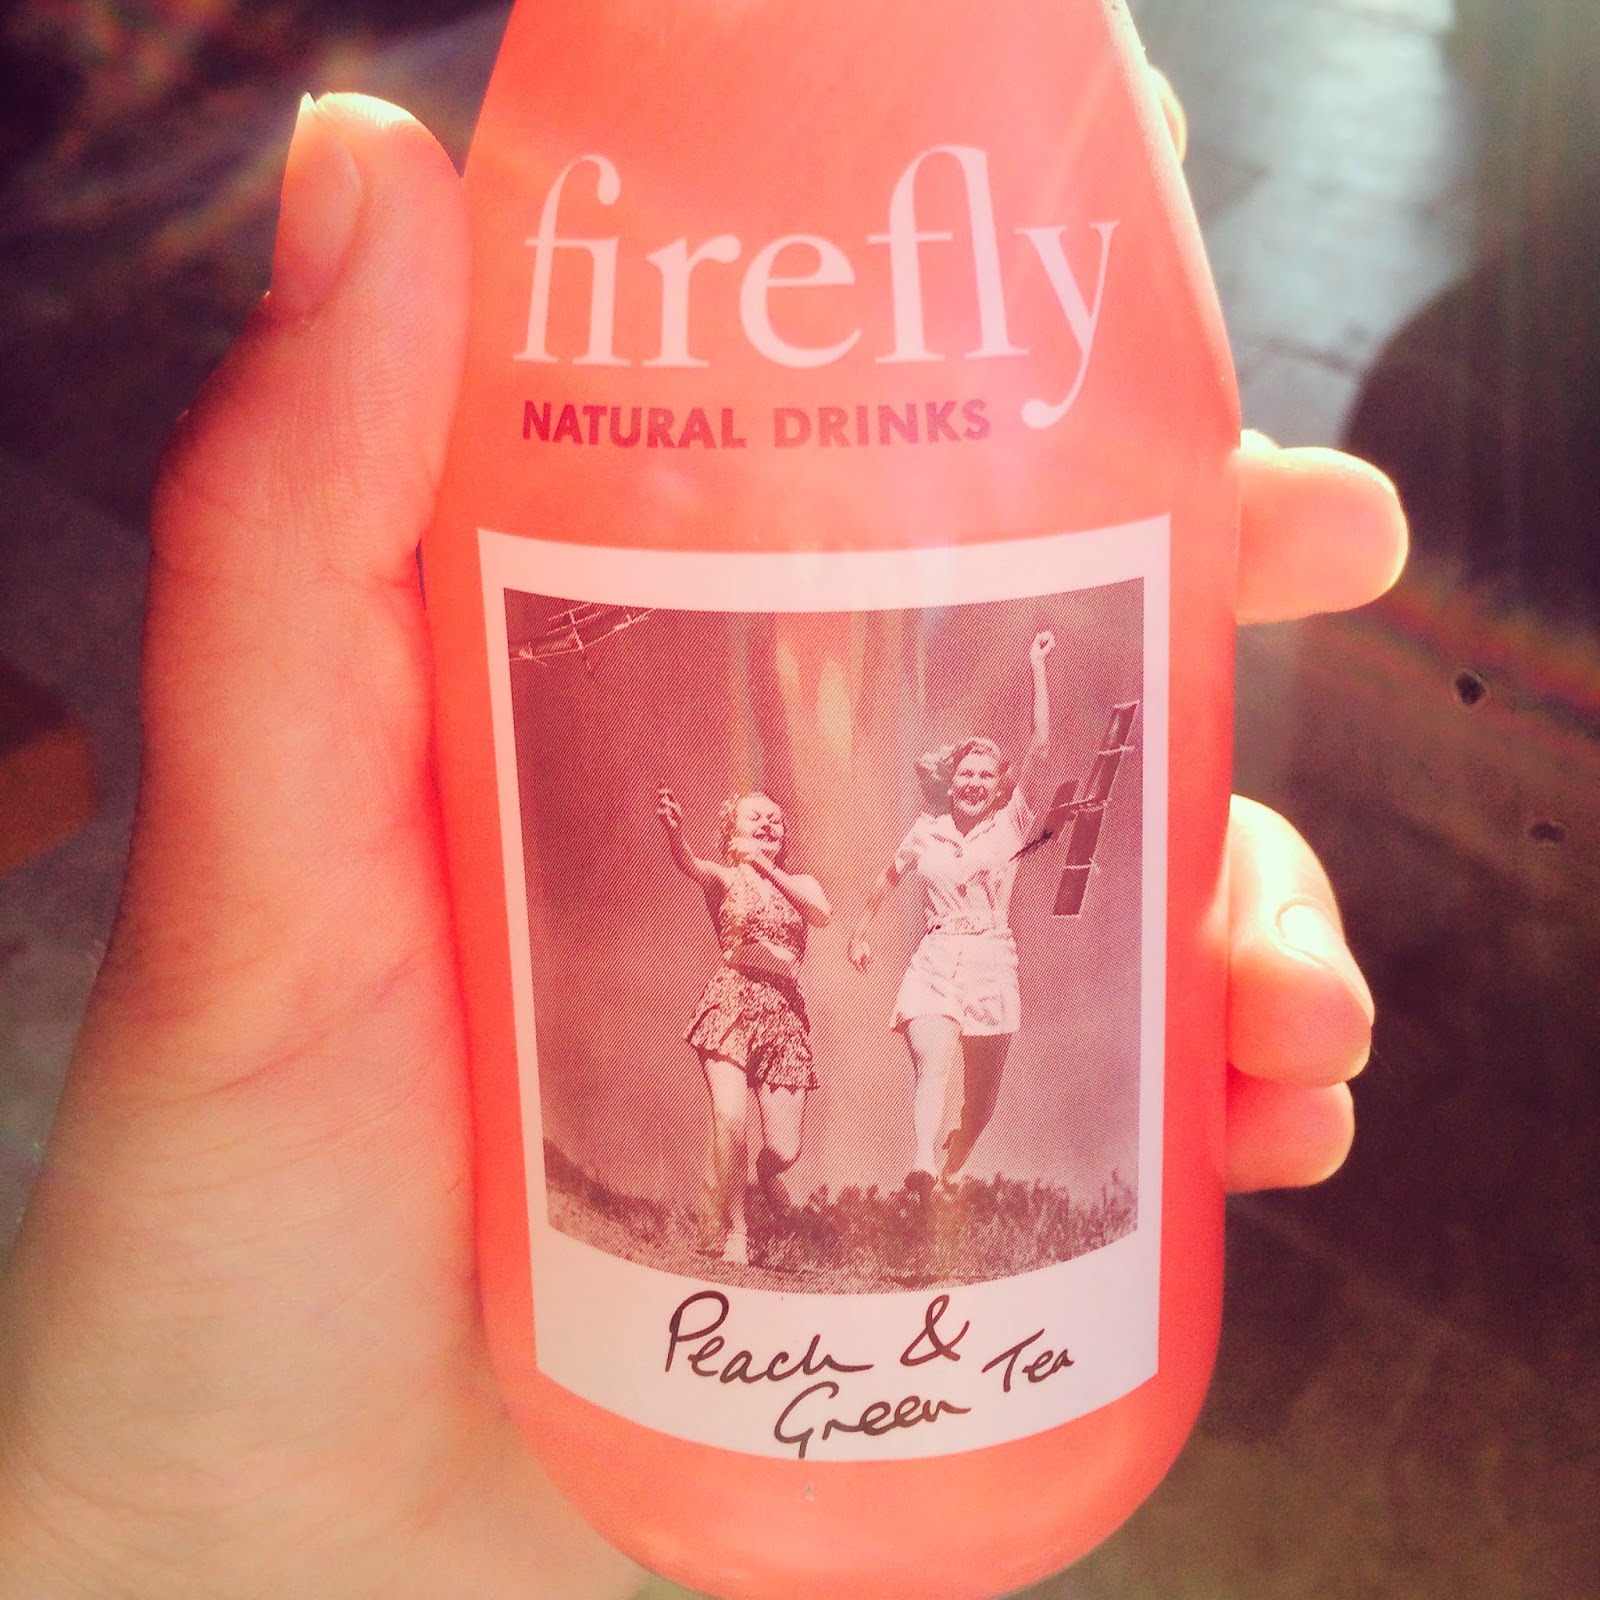 firefly
NATURAL DRINKS
Peach &
Green Tea